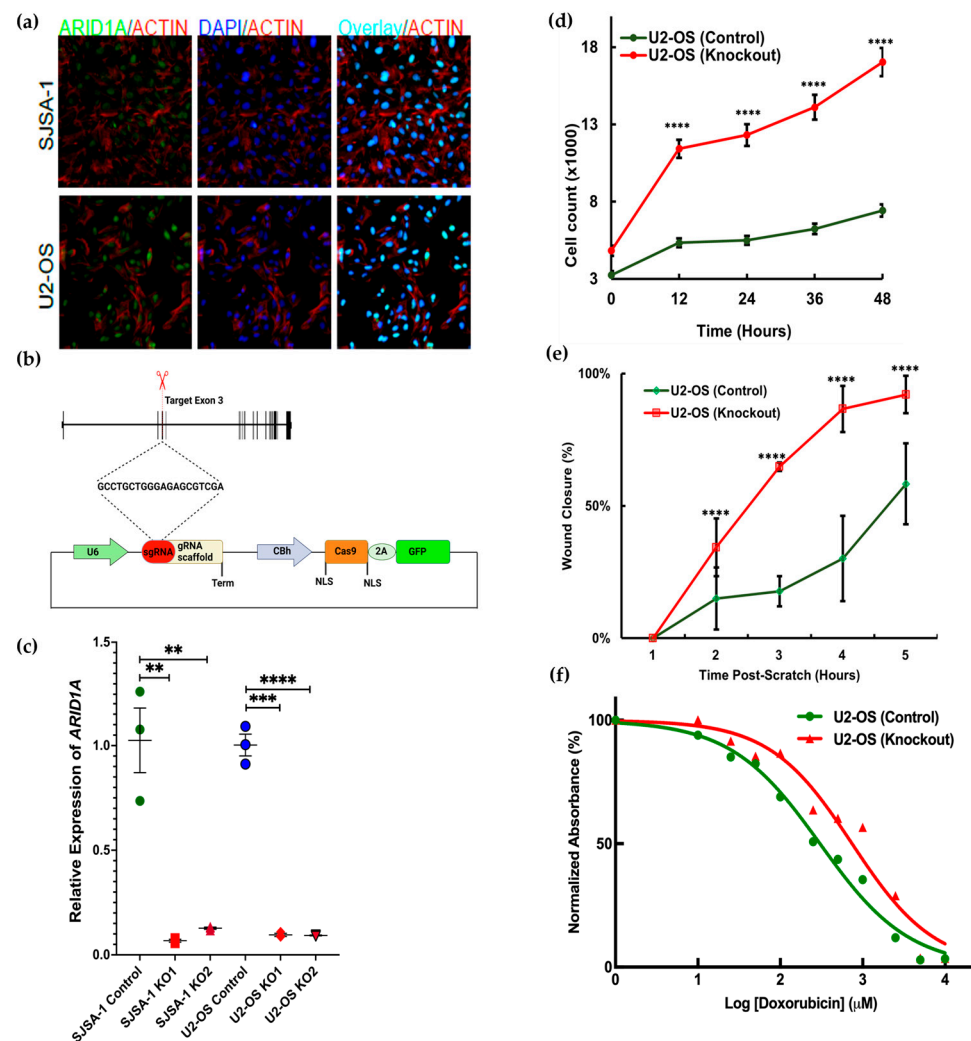 (a)
ARID1A/ACTIN
DAPI/ACTIN
Overlay/ACTIN
SJSA-1
U2-OS
(b)
Target Exon 3
GCCTGCTGGGAGAGCGTCGA
U6
sgRNA
gRNA
scaffold
Term
CBh
Cas9
2A
GFP
NLS
NLS
(c)
Relative Expression of ARID1A
1.5
1.0
0.5
0.0
**
**
****
***
SJSA-1 Control
SJSA-1 KO1
SJSA-1 KO2
U2-OS Control
U2-OS KO1
U2-OS KO2
(d)
U2-OS (Control)
U2-OS (Knockout)
Cell count (x1000)
18
13
8
3
****
****
****
****
0
12
24
36
48
Time (Hours)
(e)
U2-OS (Control)
U2-OS (Knockout)
Wound Closure (%)
100%
50%
0%
****
****
****
****
1
2
3
4
5
Time Post-Scratch (Hours)
(f)
U2-OS (Control)
U2-OS (Knockout)
Normalized Absorbance (%)
100
50
0
0
1
2
3
4
Log [Doxorubicin] (μM)